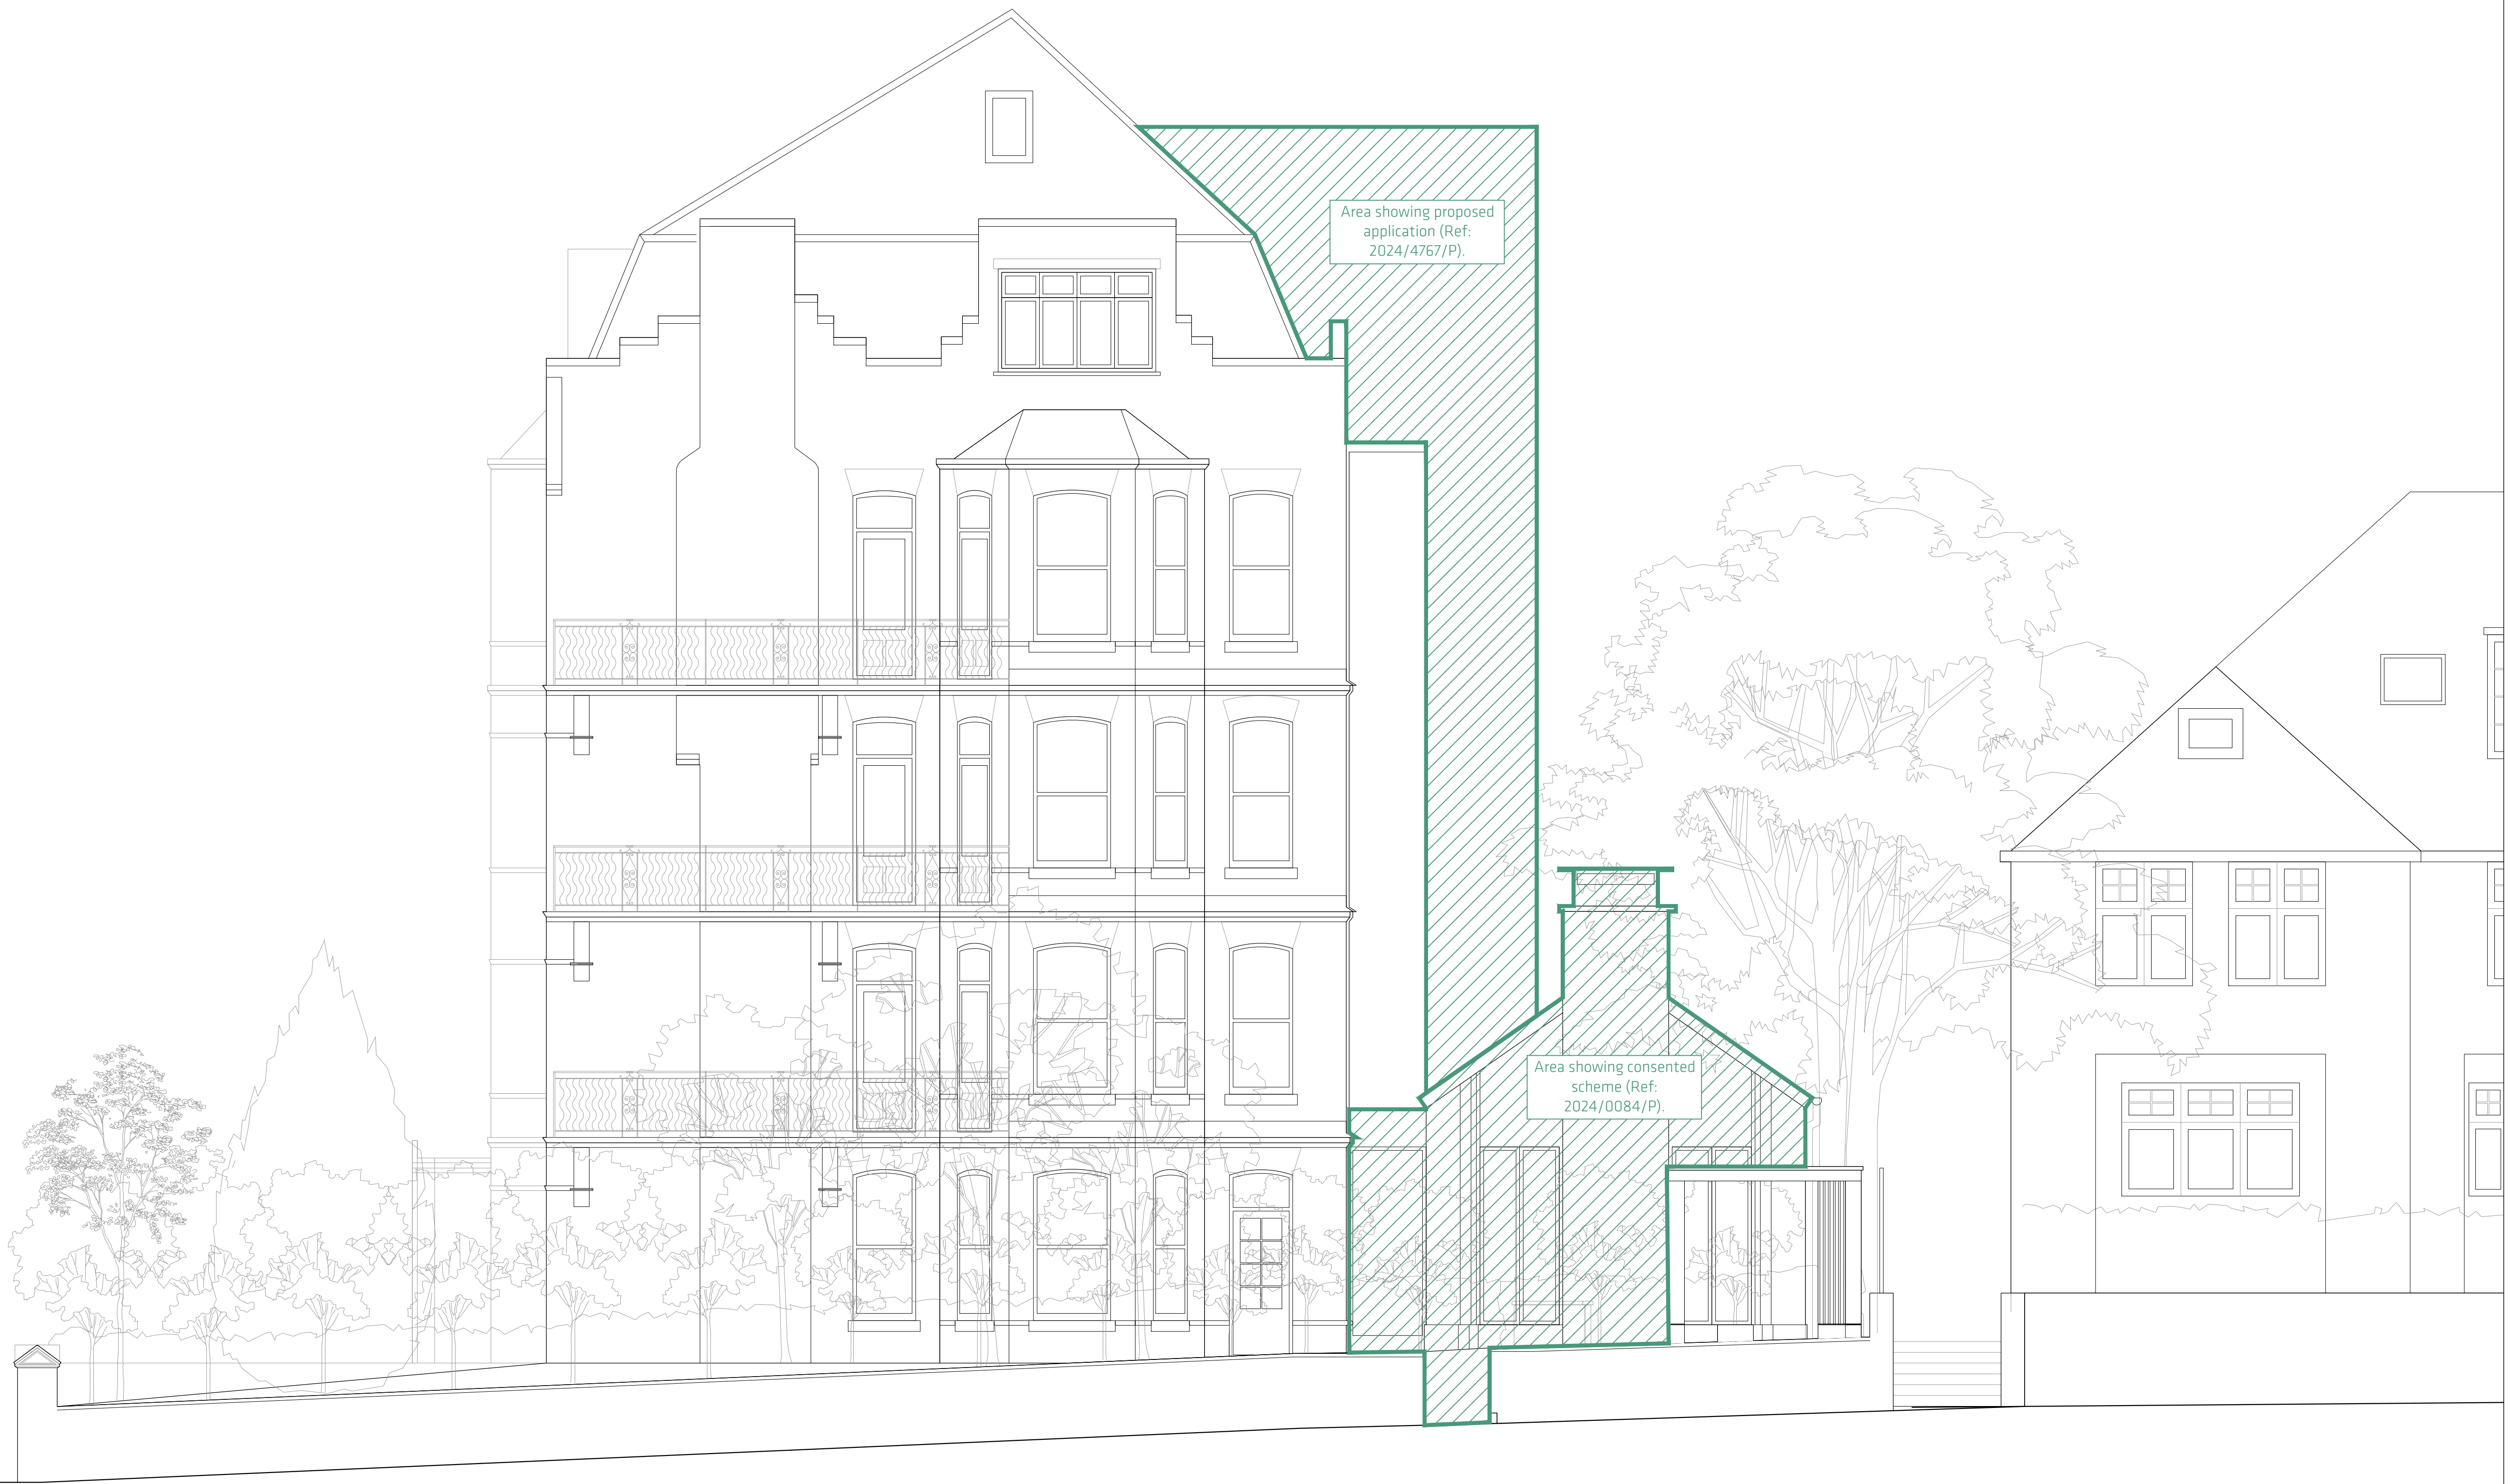 Area showing proposed
application (Ref:
2024/4767/P).
Area showing consented
scheme (Ref:
2024/0084/P).